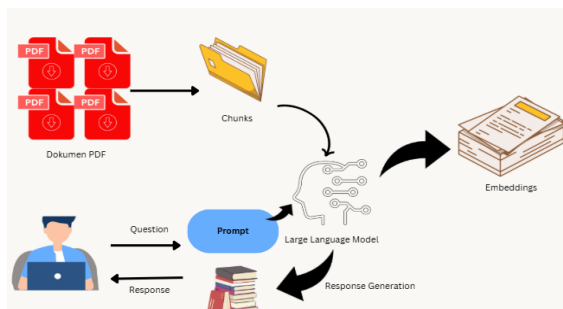 PDF
PDF
PDF
PDF
Dokumen PDF
Chunks
Embeddings
Question
Prompt
Large Language Model
Response
Response Generation